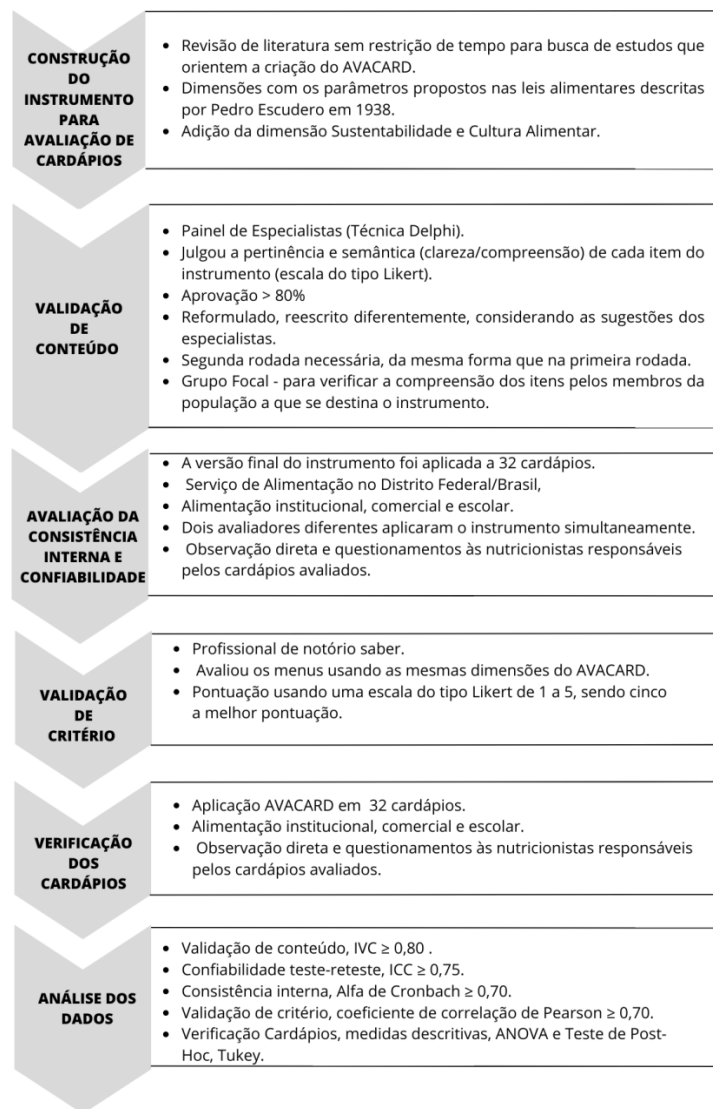 CONSTRUÇÃO
DO
INSTRUMENTO
PARA
AVALIAÇÃO DE
CARDÁPIOS
• Revisão de literatura sem restrição de tempo para busca de estudos que
orientem a criação do AVACARD.
• Dimensões com os parâmetros propostos nas leis alimentares descritas
por Pedro Escudero em 1938.
• Adição da dimensão Sustentabilidade e Cultura Alimentar.
VALIDAÇÃO
DE
CONTEÚDO
• Painel de Especialistas (Técnica Delphi).
• Julgou a pertinência e semântica (clareza/compreensão) de cada item do
instrumento (escala do tipo Likert).
• Aprovação > 80%
• Reformulado, reescrito diferentemente, considerando as sugestões dos
especialistas.
• Segunda rodada necessária, da mesma forma que na primeira rodada.
• Grupo Focal - para verificar a compreensão dos itens pelos membros da
população a que se destina o instrumento.
AVALIAÇÃO DA
CONSISTÊNCIA
INTERNA E
CONFIABILIDADE
• A versão final do instrumento foi aplicada a 32 cardápios.
• Serviço de Alimentação no Distrito Federal/Brasil,
• Alimentação institucional, comercial e escolar.
• Dois avaliadores diferentes aplicaram o instrumento simultaneamente.
• Observação direta e questionamentos às nutricionistas responsáveis
pelos cardápios avaliados.
VALIDAÇÃO
DE
CRITÉRIO
• Profissional de notório saber.
• Avaliou os menus usando as mesmas dimensões do AVACARD.
• Pontuação usando uma escala do tipo Likert de 1 a 5, sendo cinco
a melhor pontuação.
VERIFICAÇÃO
DOS
CARDÁPIOS
• Aplicação AVACARD em 32 cardápios.
• Alimentação institucional, comercial e escolar.
• Observação direta e questionamentos às nutricionistas responsáveis
pelos cardápios avaliados.
ANÁLISE DOS
DADOS
• Validação de conteúdo, IVC ≥ 0,80 .
• Confiabilidade teste-reteste, ICC ≥ 0,75.
• Consistência interna, Alfa de Cronbach ≥ 0,70.
• Validação de critério, coeficiente de correlação de Pearson ≥ 0,70.
• Verificação Cardápios, medidas descritivas, ANOVA e Teste de Post-
Hoc, Tukey.